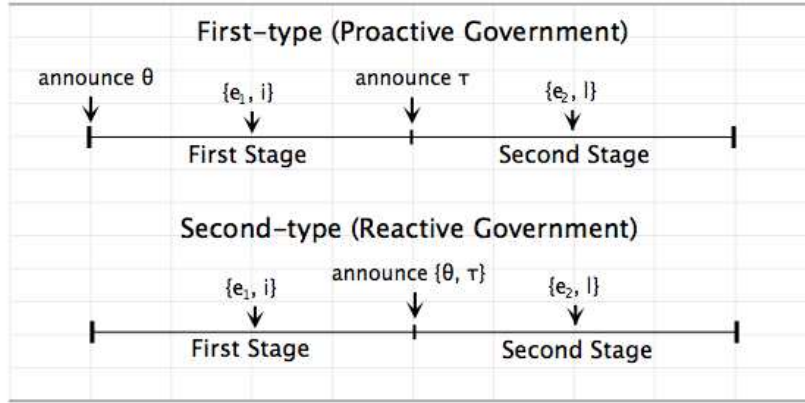 First-type (Proactive Government)
announce θ
{e₁, i}
announce τ
{e₂, l}
First Stage
Second Stage
Second-type (Reactive Government)
{e₁, i}
announce {θ, τ}
{e₂, l}
First Stage
Second Stage